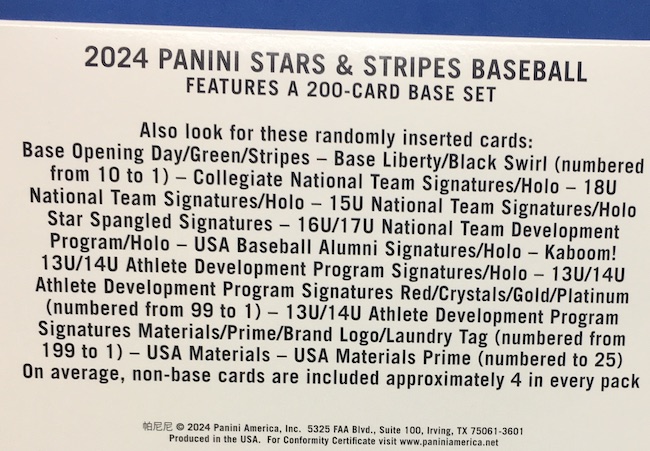 2024 PANINI STARS & STRIPES BASEBALL
FEATURES A 200-CARD BASE SET
Also look for these randomly inserted cards:
Base Opening Day/Green/Stripes – Base Liberty/Black Swirl (numbered
from 10 to 1) – Collegiate National Team Signatures/Holo – 18U
National Team Signatures/Holo - 15U National Team Signatures/Holo
Star Spangled Signatures – 16U/17U National Team Development
Program/Holo – USA Baseball Alumni Signatures/Holo – Kaboom!
13U/14U Athlete Development Program Signatures/Holo - 13U/14U
Athlete Development Program Signatures Red/Crystals/Gold/Platinum
(numbered from 99 to 1) – 13U/14U Athlete Development Program
Signatures Materials/Prime/Brand Logo/Laundry Tag (numbered from
199 to 1) – USA Materials – USA Materials Prime (numbered to 25)
On average, non-base cards are included approximately 4 in every pack
帕尼尼 © 2024 Panini America, Inc. 5325 FAA Blvd., Suite 100, Irving, TX 75061-3601
Produced in the USA. For Conformity Certificate visit www.paniniamerica.net